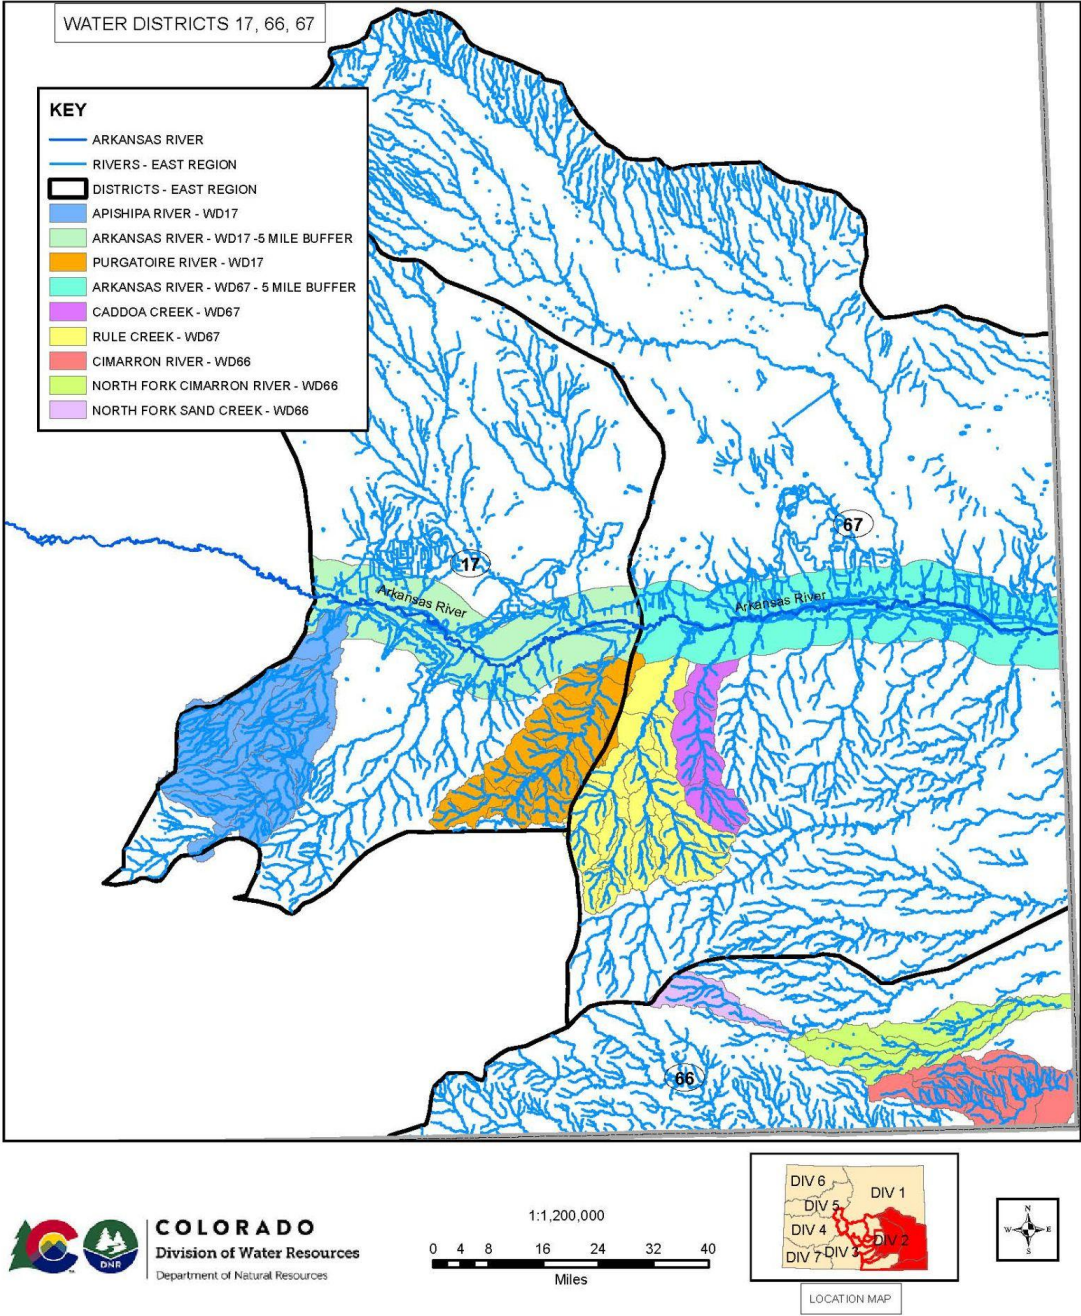 WATER DISTRICTS 17, 66, 67
KEY
ARKANSAS RIVER
RIVERS - EAST REGION
DISTRICTS - EAST REGION
APISHIPA RIVER - WD17
ARKANSAS RIVER - WD17 -5 MILE BUFFER
PURGATOIRE RIVER - WD17
ARKANSAS RIVER - WD67 - 5 MILE BUFFER
CADDOA CREEK - WD67
RULE CREEK - WD67
CIMARRON RIVER - WD66
NORTH FORK CIMARRON RIVER - WD66
NORTH FORK SAND CREEK - WD66
67
17
Arkansas River
Arkansas River
66
COLORADO
Division of Water Resources
Department of Natural Resources
DNR
1:1,200,000
0 4 8 16 24 32 40
Miles
DIV 6
DIV 1
DIV 5
DIV 4
DIV 2
DIV 7
DIV 3
LOCATION MAP
N
W E
S